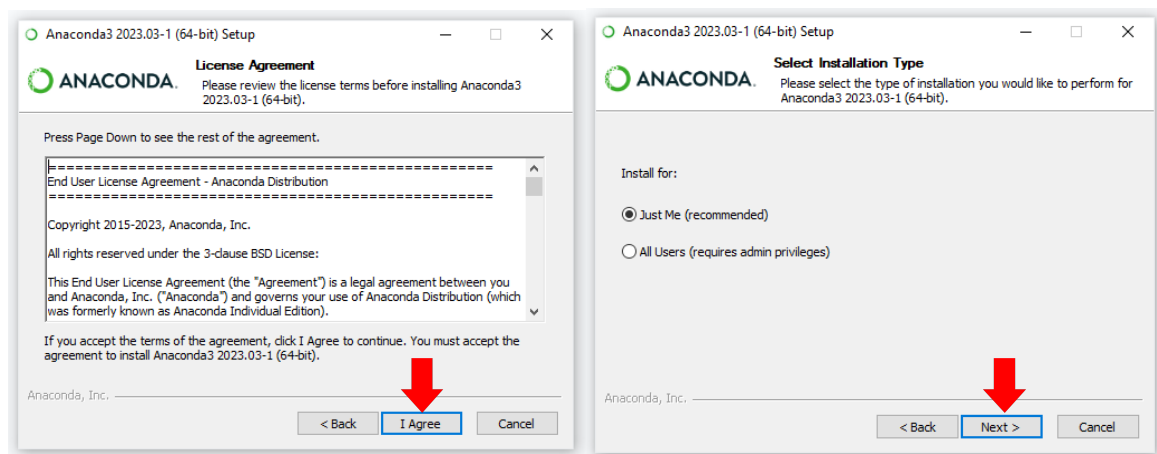 Anaconda3 2023.03-1 (64-bit) Setup
ANACONDA.
License Agreement
Please review the license terms before installing Anaconda3
2023.03-1 (64-bit).
Press Page Down to see the rest of the agreement.
==================================================
End User License Agreement - Anaconda Distribution
==================================================
Copyright 2015-2023, Anaconda, Inc.
All rights reserved under the 3-clause BSD License:
This End User License Agreement (the "Agreement") is a legal agreement between you
and Anaconda, Inc. ("Anaconda") and governs your use of Anaconda Distribution (which
was formerly known as Anaconda Individual Edition).
If you accept the terms of the agreement, click I Agree to continue. You must accept the
agreement to install Anaconda3 2023.03-1 (64-bit).
Anaconda, Inc.
< Back
I Agree
Cancel
Anaconda3 2023.03-1 (64-bit) Setup
ANACONDA.
Select Installation Type
Please select the type of installation you would like to perform for
Anaconda3 2023.03-1 (64-bit).
Install for:
Just Me (recommended)
All Users (requires admin privileges)
Anaconda, Inc.
< Back
Next >
Cancel